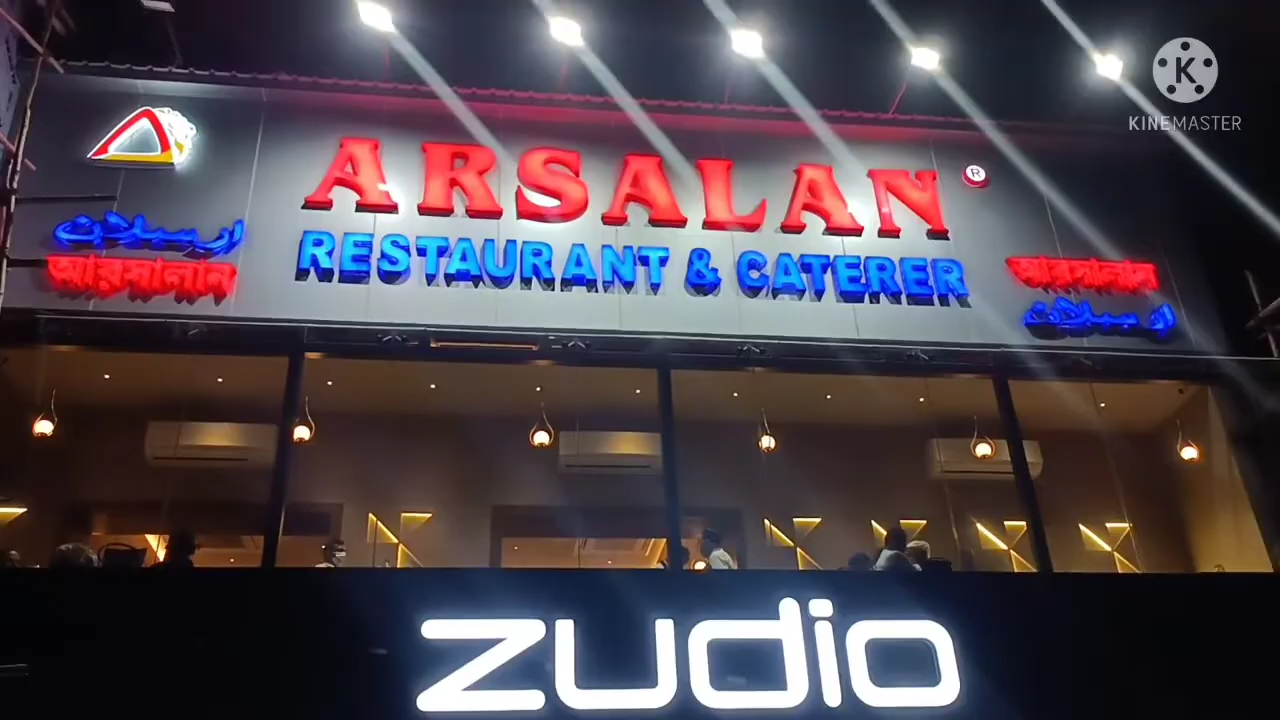 ARSALAN
®
RESTAURANT & CATERER
ارسلان
আরসালান
আরসালান
ارسلان
zudio
K
KINEMASTER